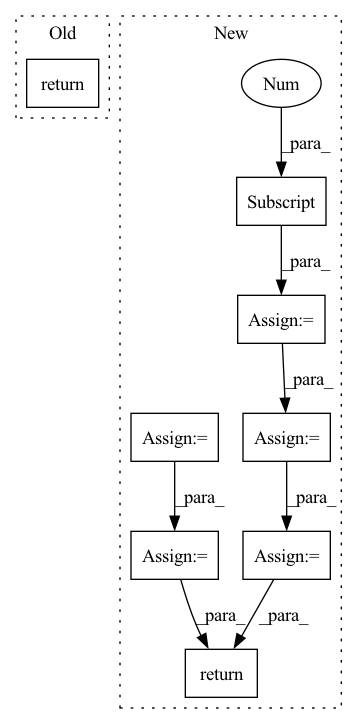 Old
New
return
Num
_para_
Subscript
_para_
Assign:=
_para_
Assign:=
Assign:=
_para_
_para_
Assign:=
Assign:=
_para_
_para_
return